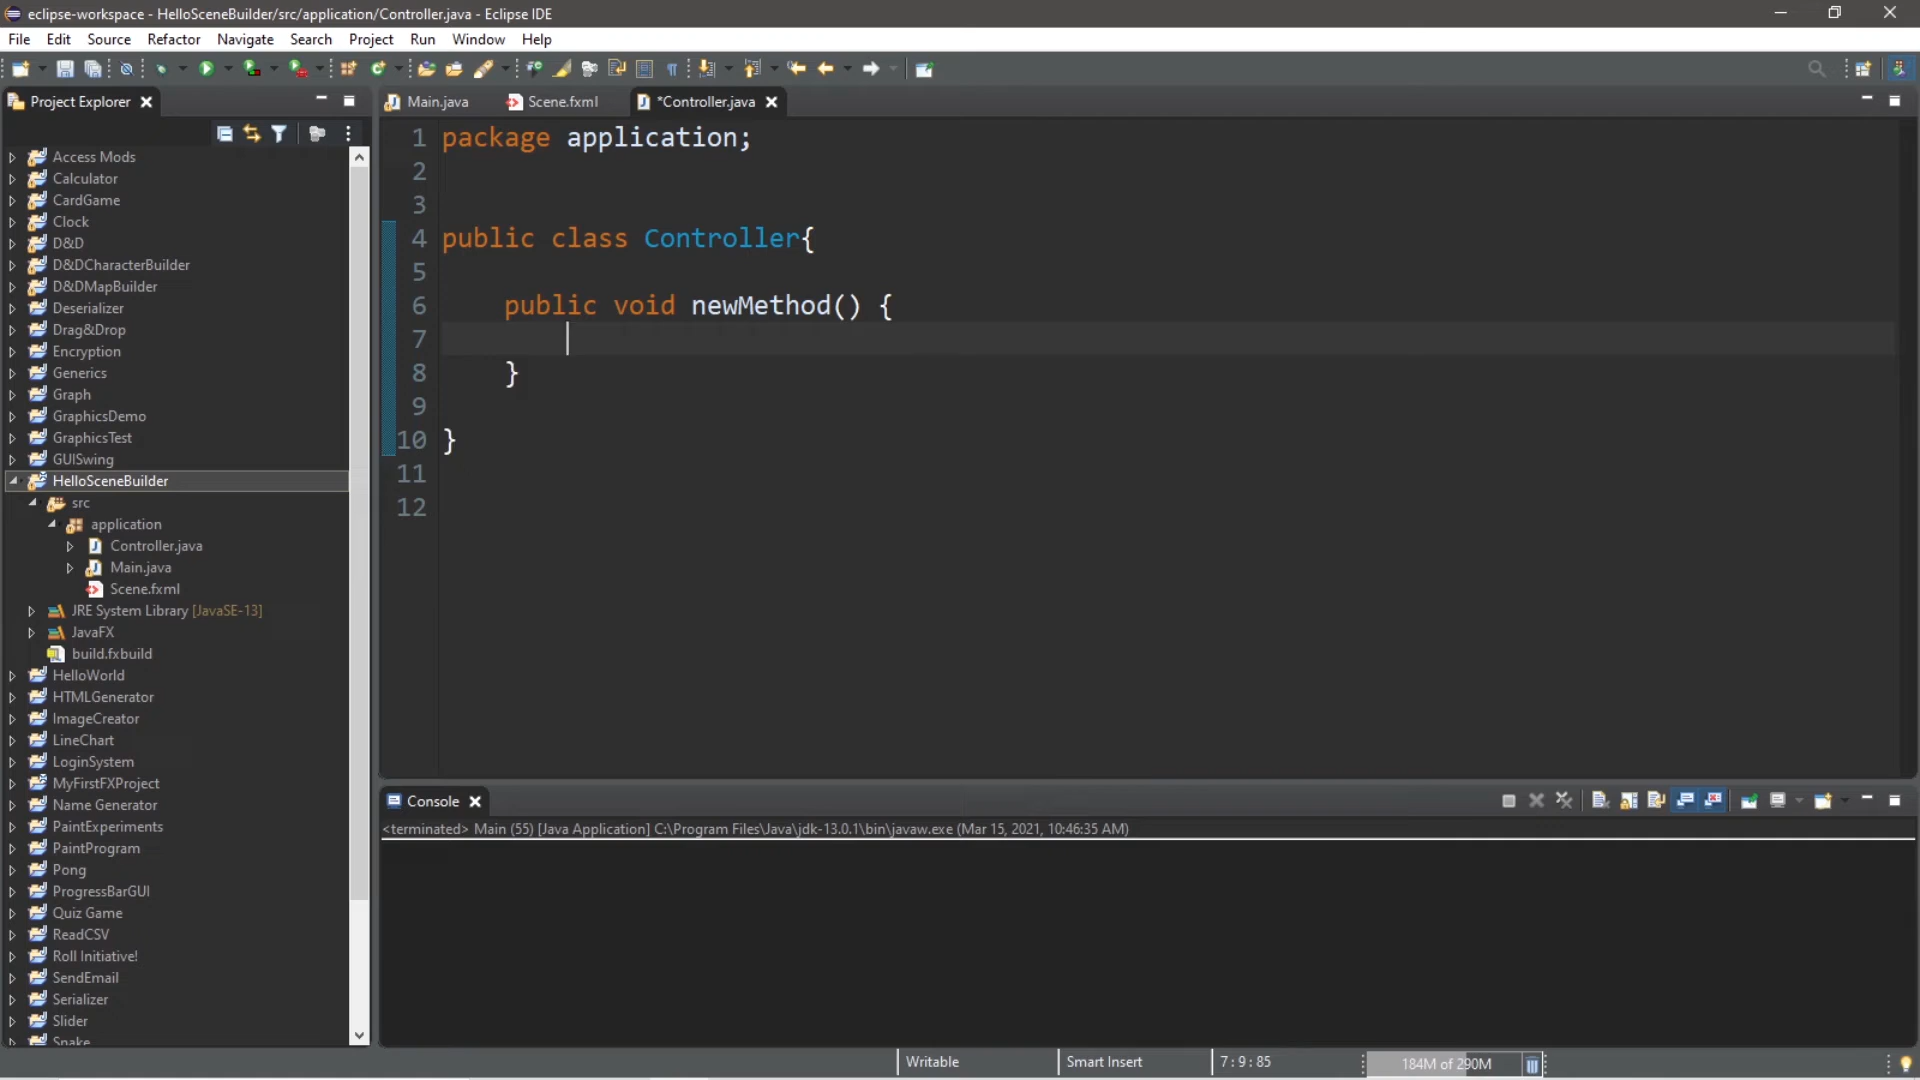 eclipse-workspace - HelloSceneBuilder/src/application/Controller.java - Eclipse IDE
File Edit Source Refactor Navigate Search Project Run Window Help
Project Explorer
Main.java Scene.fxml *Controller.java
Access Mods
Calculator
CardGame
Clock
D&D
D&DCharacterBuilder
D&DMapBuilder
Deserializer
Drag&Drop
Encryption
Generics
Graph
GraphicsDemo
GraphicsTest
GUISwing
HelloSceneBuilder
src
application
Controller.java
Main.java
Scene.fxml
JRE System Library [JavaSE-13]
JavaFX
build.fxbuild
HelloWorld
HTMLGenerator
ImageCreator
LineChart
LoginSystem
MyFirstFXProject
Name Generator
PaintExperiments
PaintProgram
Pong
ProgressBarGUI
Quiz Game
ReadCSV
Roll Initiative!
SendEmail
Serializer
Slider
Snake
1 package application;
2
3
4 public class Controller{
5
6 public void newMethod() {
7
8 }
9
10 }
11
12
Console
<terminated> Main (55) [Java Application] C:\Program Files\Java\jdk-13.0.1\bin\javaw.exe (Mar 15, 2021, 10:46:35 AM)
Writable Smart Insert 7 : 9 : 85 184M of 290M